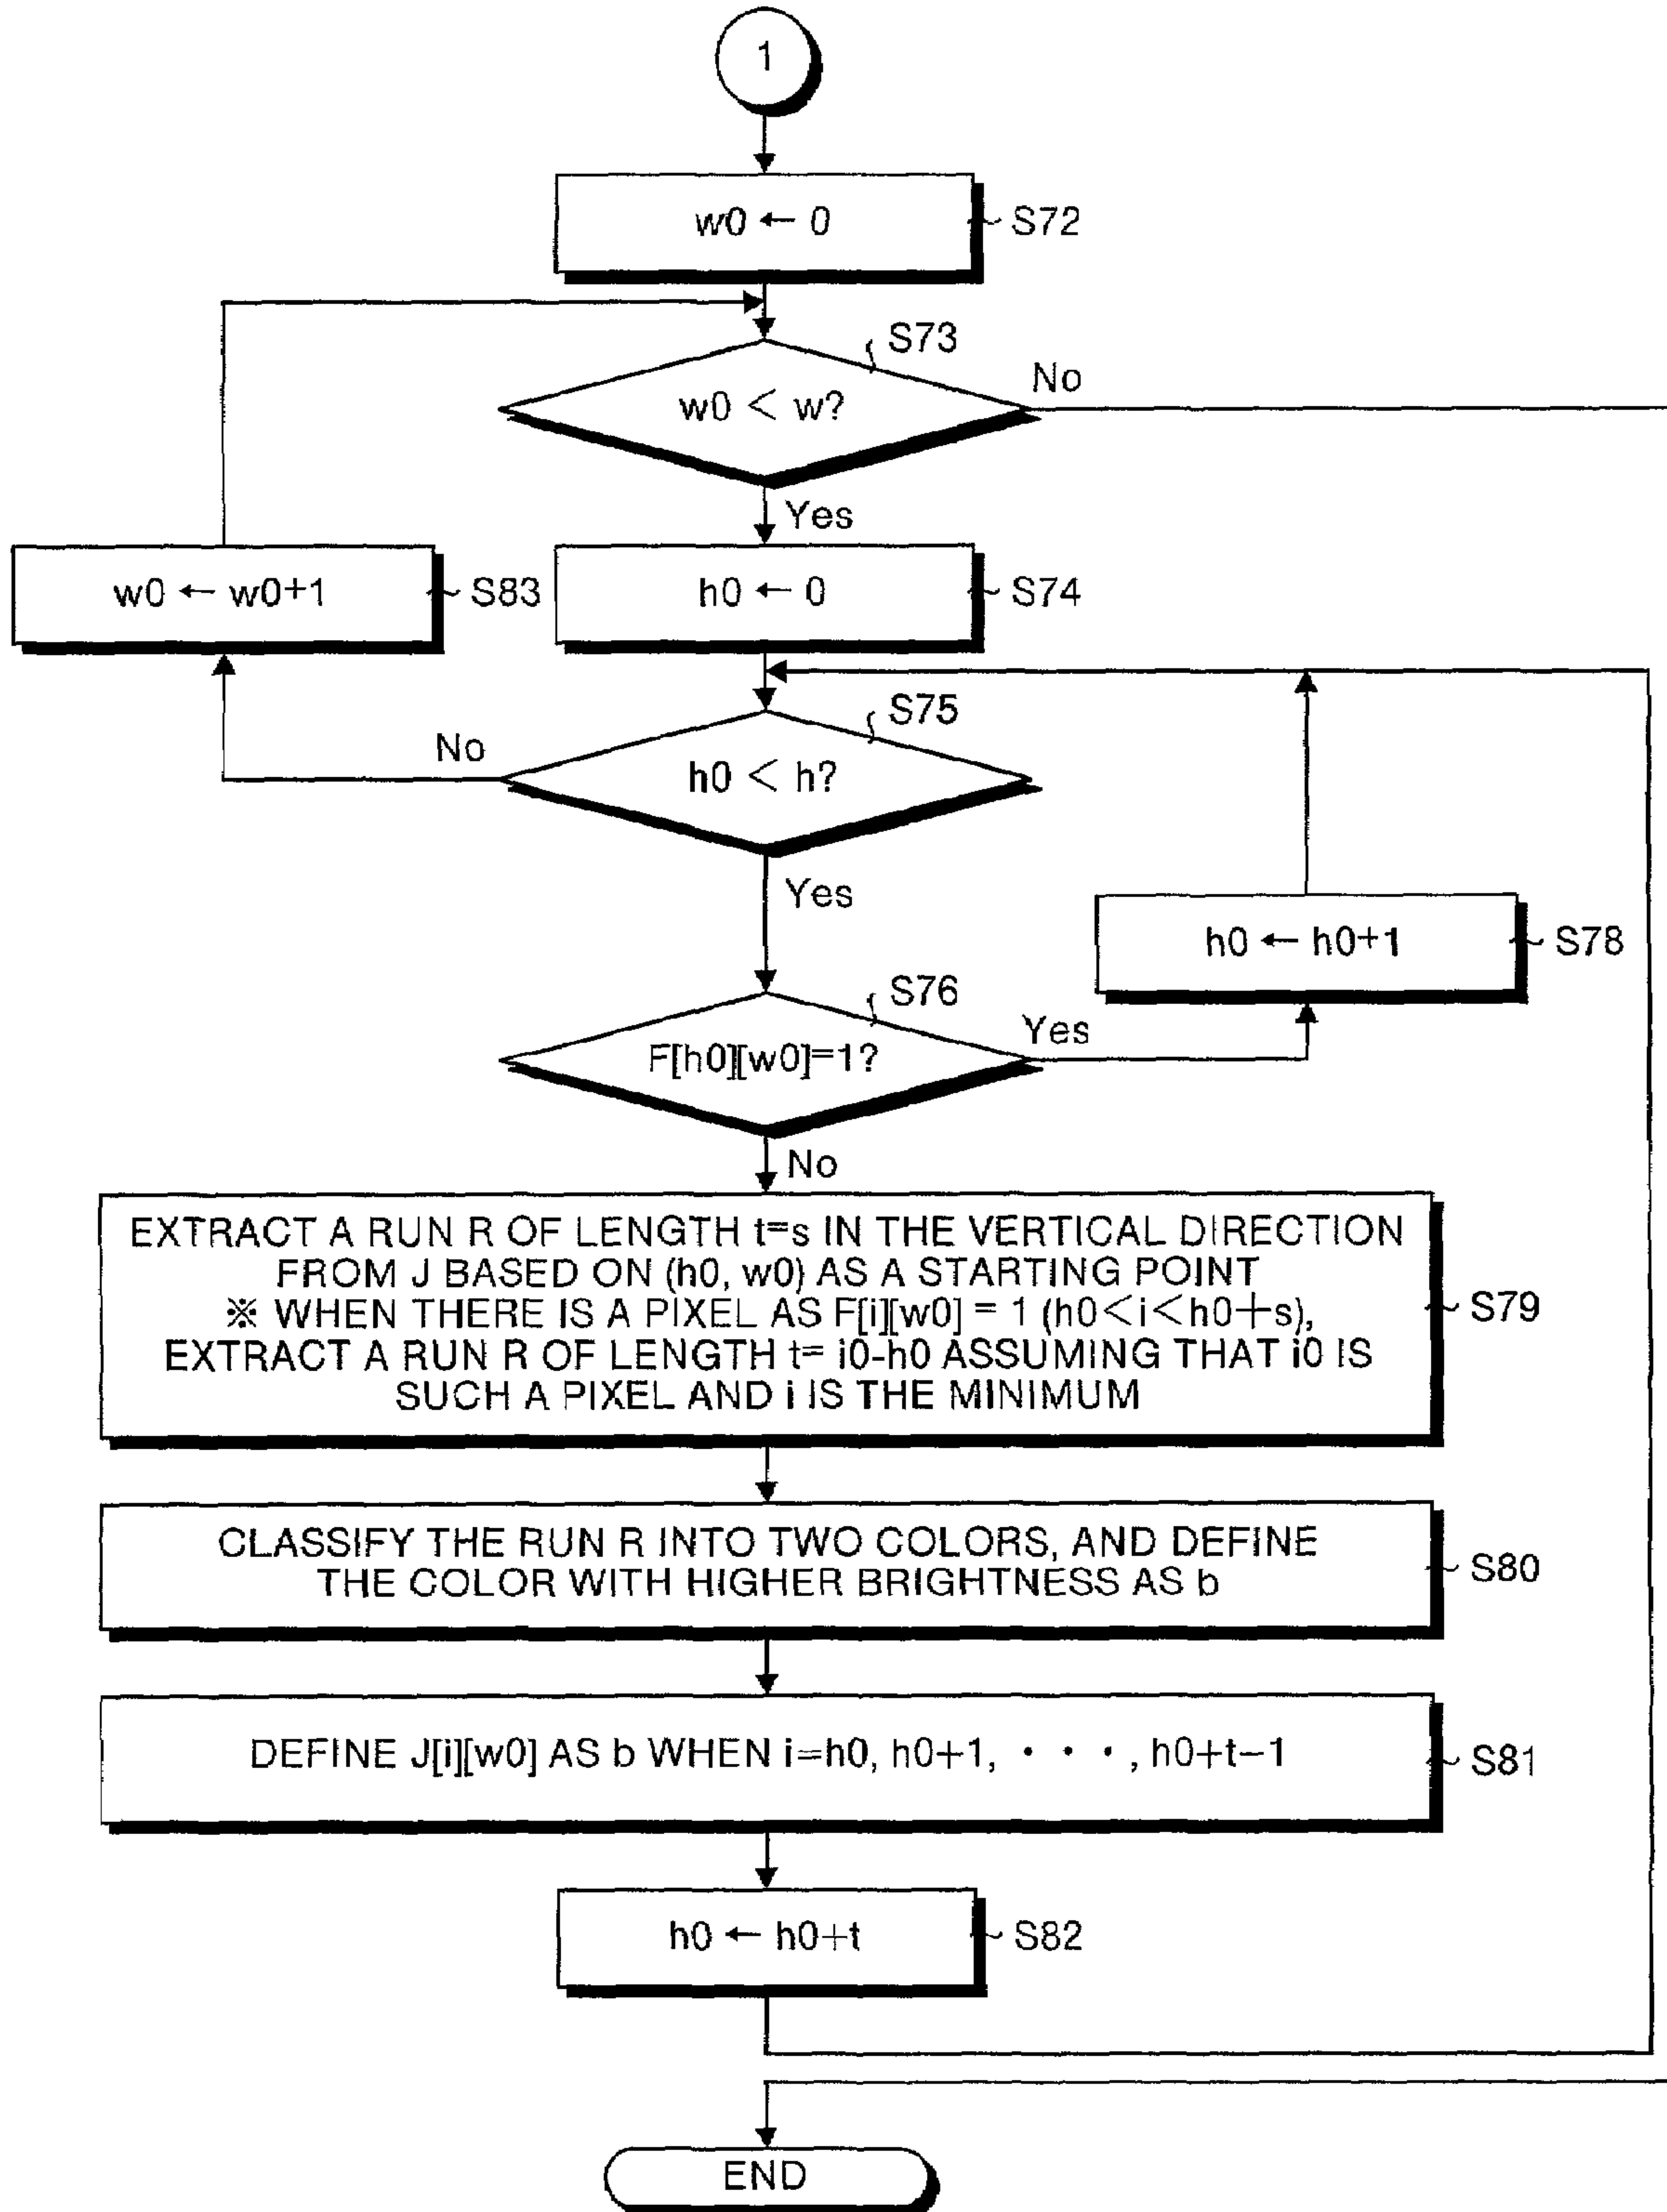 1
w0 ← 0
S72
S73
w0 < w?
No
Yes
w0 ← w0+1
S83
h0 ← 0
S74
S75
No
h0 < h?
Yes
h0 ← h0+1
S78
S76
F[h0][w0]=1?
Yes
No
EXTRACT A RUN R OF LENGTH t=s IN THE VERTICAL DIRECTION
FROM J BASED ON (h0, w0) AS A STARTING POINT
※ WHEN THERE IS A PIXEL AS F[i][w0] = 1 (h0<i<h0+s),
EXTRACT A RUN R OF LENGTH t= i0-h0 ASSUMING THAT i0 IS
SUCH A PIXEL AND i IS THE MINIMUM
S79
CLASSIFY THE RUN R INTO TWO COLORS, AND DEFINE
THE COLOR WITH HIGHER BRIGHTNESS AS b
S80
DEFINE J[i][w0] AS b WHEN i=h0, h0+1, ・・・, h0+t−1
S81
h0 ← h0+t
S82
END